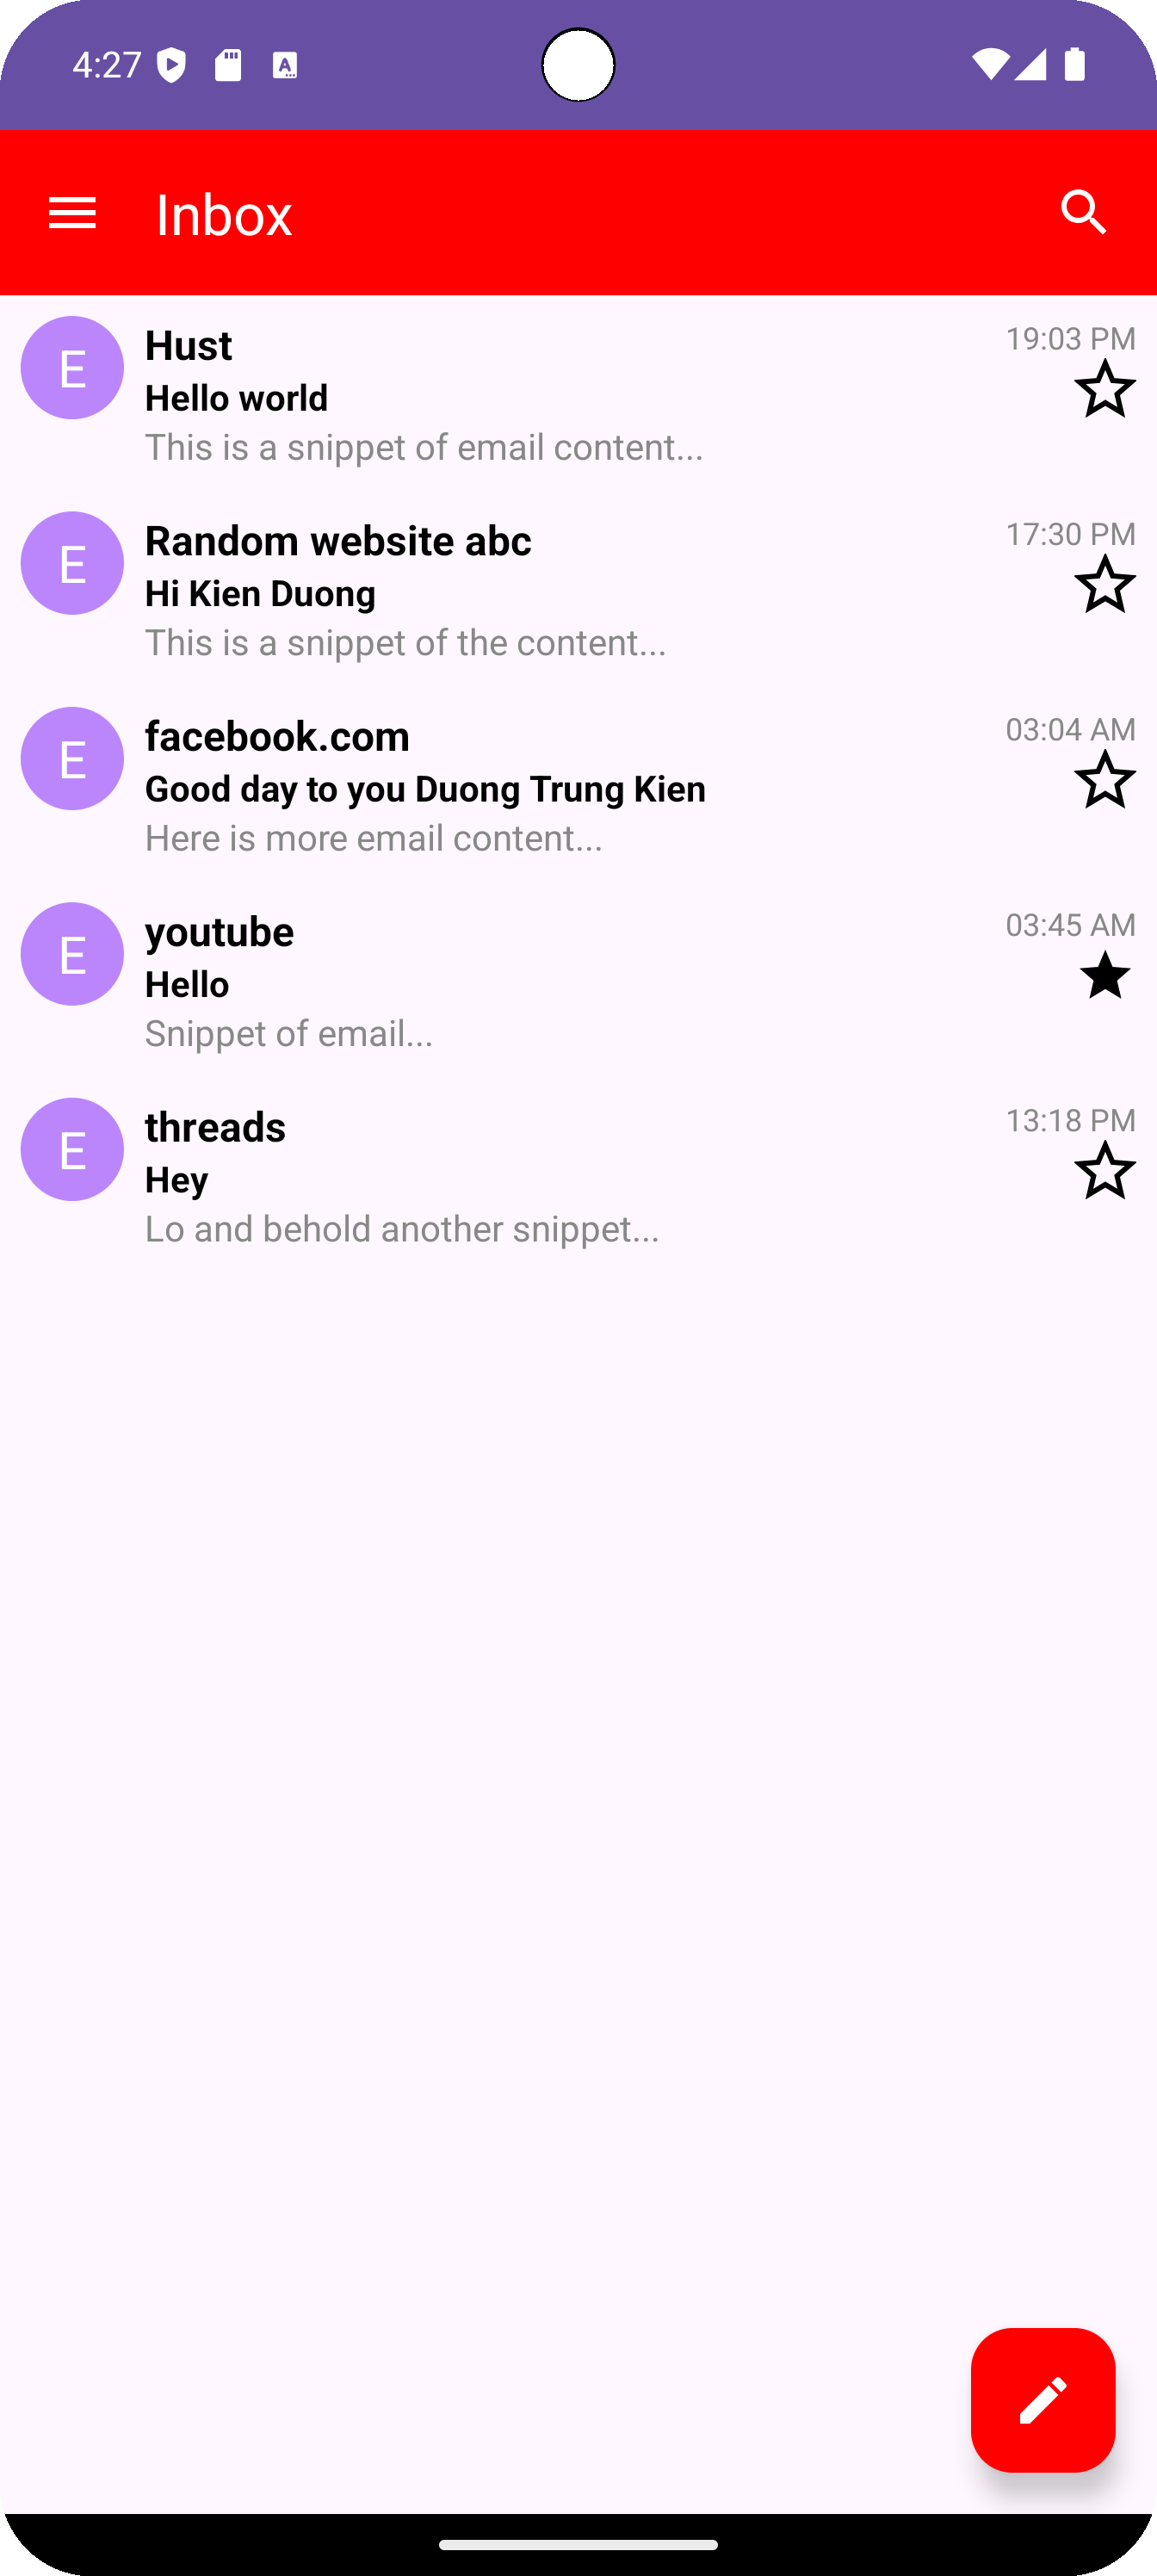 4:27
Inbox
E
Hust
19:03 PM
Hello world
This is a snippet of email content...
E
Random website abc
17:30 PM
Hi Kien Duong
This is a snippet of the content...
E
facebook.com
03:04 AM
Good day to you Duong Trung Kien
Here is more email content...
E
youtube
03:45 AM
Hello
Snippet of email...
E
threads
13:18 PM
Hey
Lo and behold another snippet...